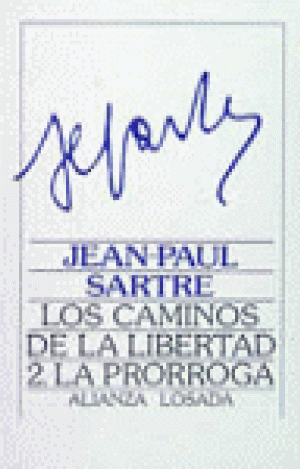 JEAN-PAUL
SARTRE
LOS CAMINOS
DE LA LIBERTAD
2. LA PRORROGA
ALIANZA LOSADA